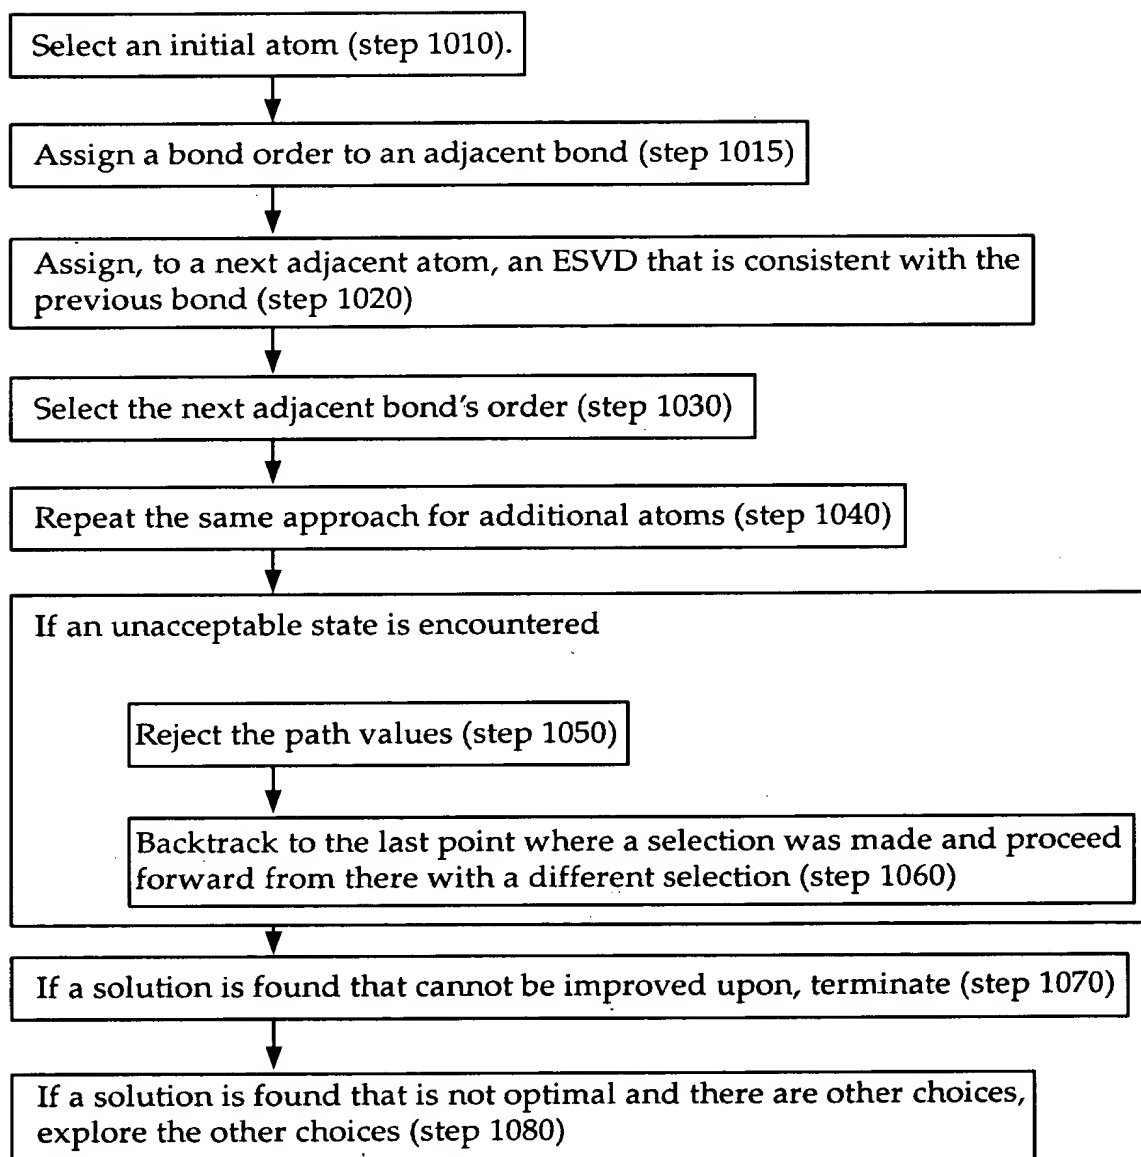 Select an initial atom (step 1010).
Assign a bond order to an adjacent bond (step 1015)
Assign, to a next adjacent atom, an ESVD that is consistent with the
previous bond (step 1020)
Select the next adjacent bond's order (step 1030)
Repeat the same approach for additional atoms (step 1040)
If an unacceptable state is encountered
Reject the path values (step 1050)
Backtrack to the last point where a selection was made and proceed
forward from there with a different selection (step 1060)
If a solution is found that cannot be improved upon, terminate (step 1070)
If a solution is found that is not optimal and there are other choices,
explore the other choices (step 1080)